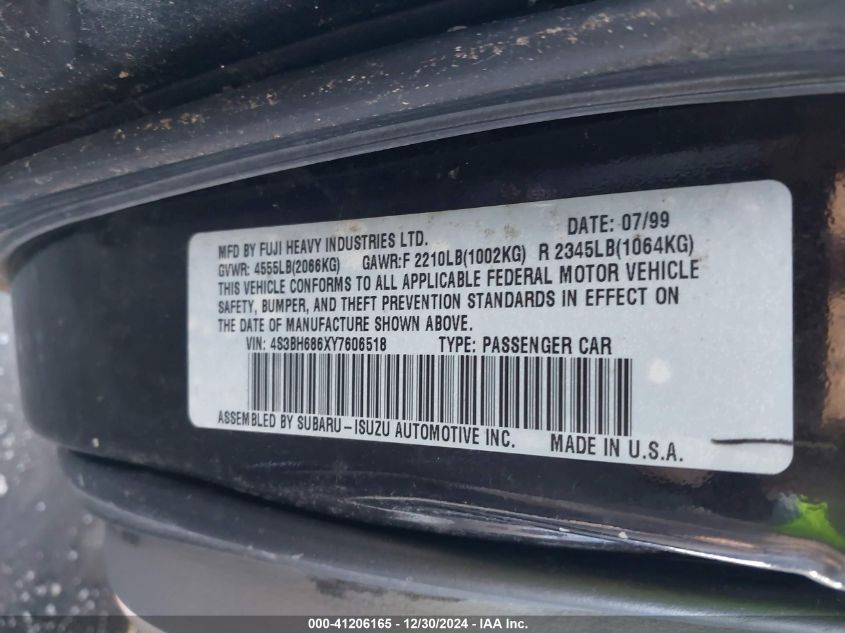 MFD BY FUJI HEAVY INDUSTRIES LTD. DATE: 07/99
GVWR: 4555LB(2066KG) GAWR:F 2210LB(1002KG) R 2345LB(1064KG)
THIS VEHICLE CONFORMS TO ALL APPLICABLE FEDERAL MOTOR VEHICLE
SAFETY, BUMPER, AND THEFT PREVENTION STANDARDS IN EFFECT ON
THE DATE OF MANUFACTURE SHOWN ABOVE.
VIN: 4S3BH686XY7606518 TYPE: PASSENGER CAR
ASSEMBLED BY SUBARU-ISUZU AUTOMOTIVE INC. MADE IN U.S.A.
000-41206165 - 12/30/2024 - IAA Inc.